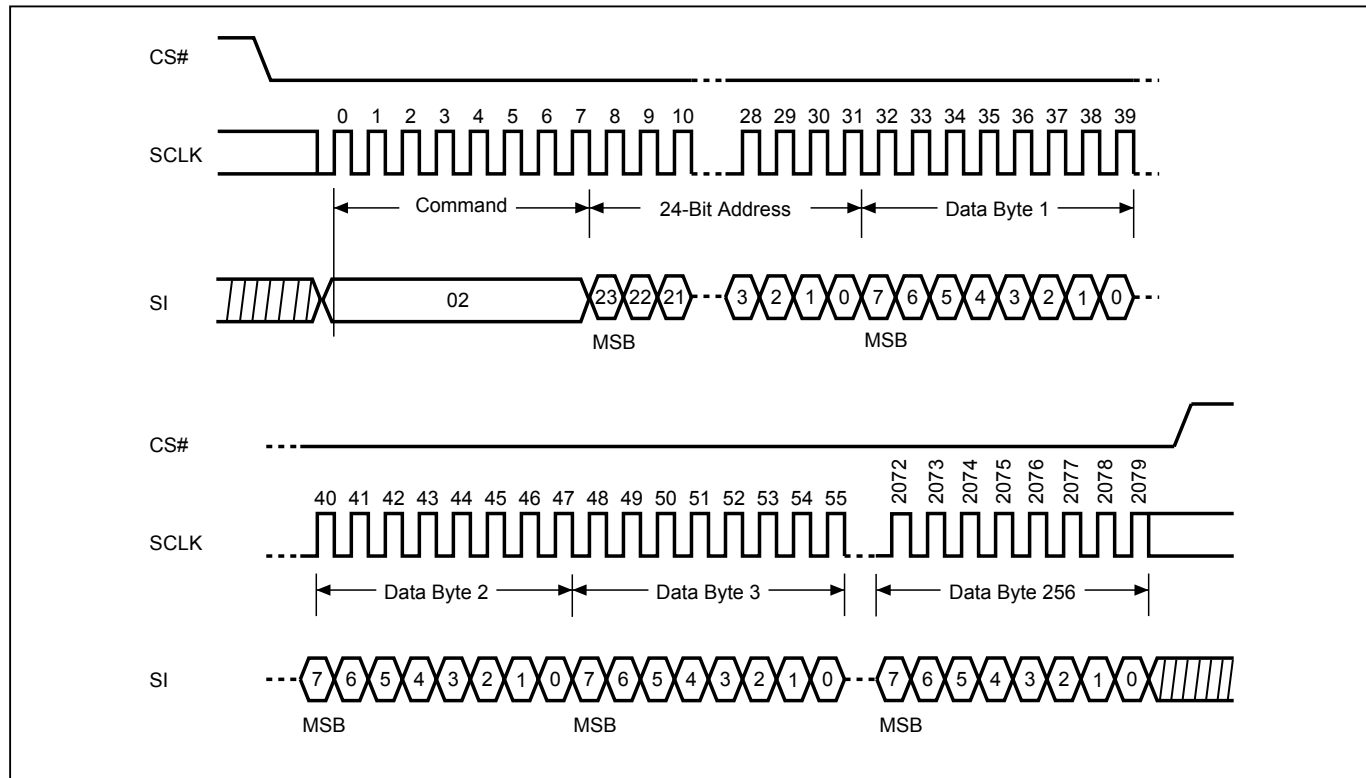 CS#
0 1 2 3 4 5 6 7 8 9 10 28 29 30 31 32 33 34 35 36 37 38 39
SCLK
Command 24-Bit Address Data Byte 1
SI 02 23 22 21 3 2 1 0 7 6 5 4 3 2 1 0
MSB MSB
CS#
40 41 42 43 44 45 46 47 48 49 50 51 52 53 54 55 2072 2073 2074 2075 2076 2077 2078 2079
SCLK
Data Byte 2 Data Byte 3 Data Byte 256
SI 7 6 5 4 3 2 1 0 7 6 5 4 3 2 1 0 7 6 5 4 3 2 1 0
MSB MSB MSB